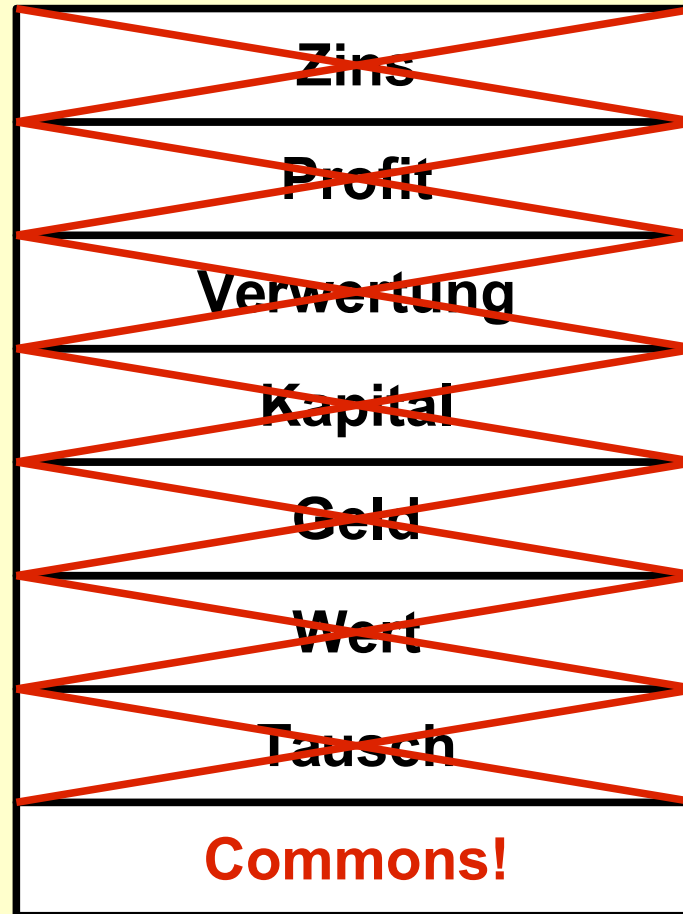 Zins
Profit
Verwertung
Kapital
Geld
Wert
Tausch
Commons!